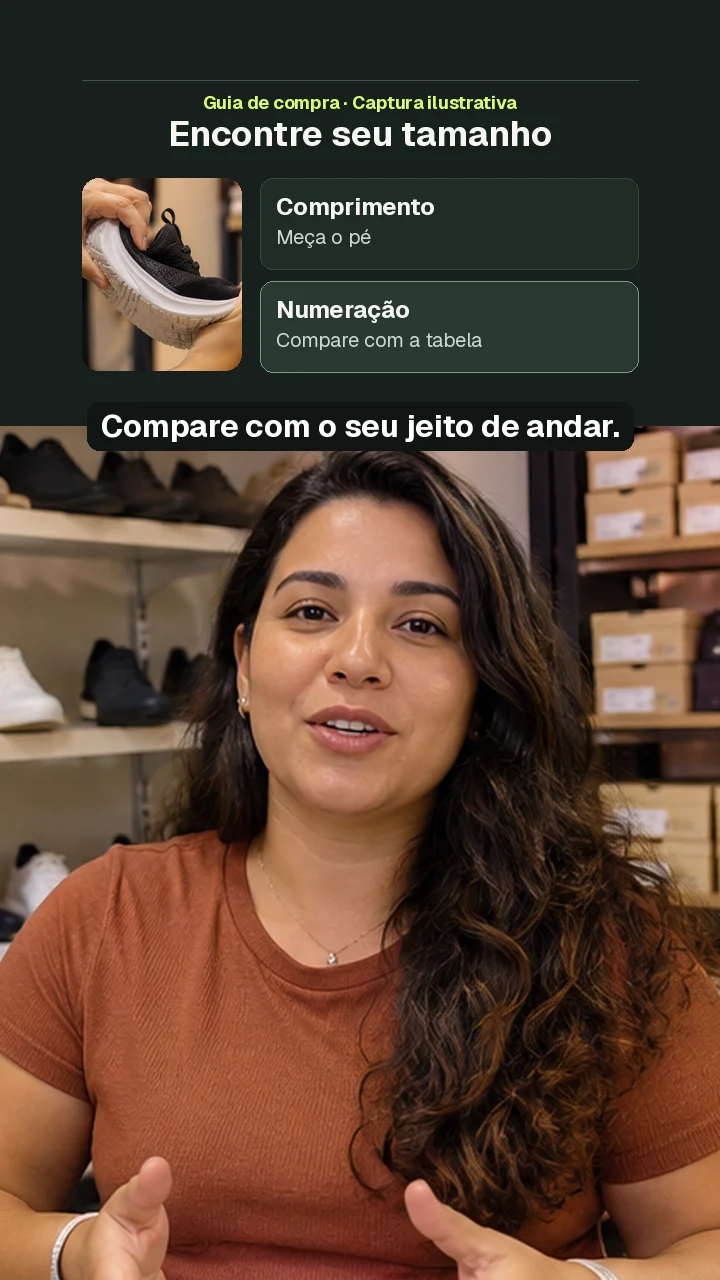 Guia de compra · Captura ilustrativa
Encontre seu tamanho
Comprimento
Meça o pé
Numeração
Compare com a tabela
Compare com o seu jeito de andar.